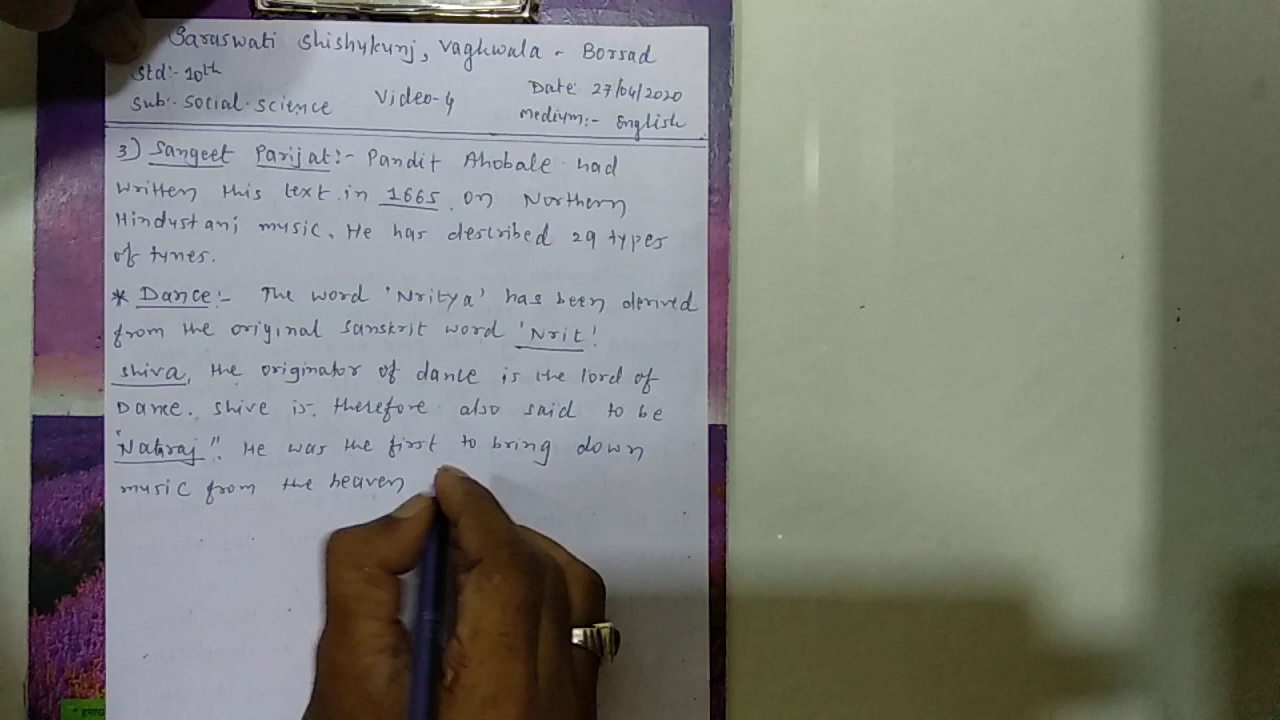 Saraswati Shishukunj, Vaghwala - Borsad
Std:- 10th
Date: 27/04/2020
Sub:- Social science
Video-4
Medium:- English
3) Sangeet Parijat:- Pandit Ahobale had
written this text in 1665 on Northern
Hindustani music. He has described 29 types
of tunes.
* Dance:- The word 'Nritya' has been derived
from the original Sanskrit word 'Nrit'.
Shiva, the originator of dance is the lord of
Dance. Shive is therefore also said to be
"Natraj". He was the first to bring down
music from the heaven